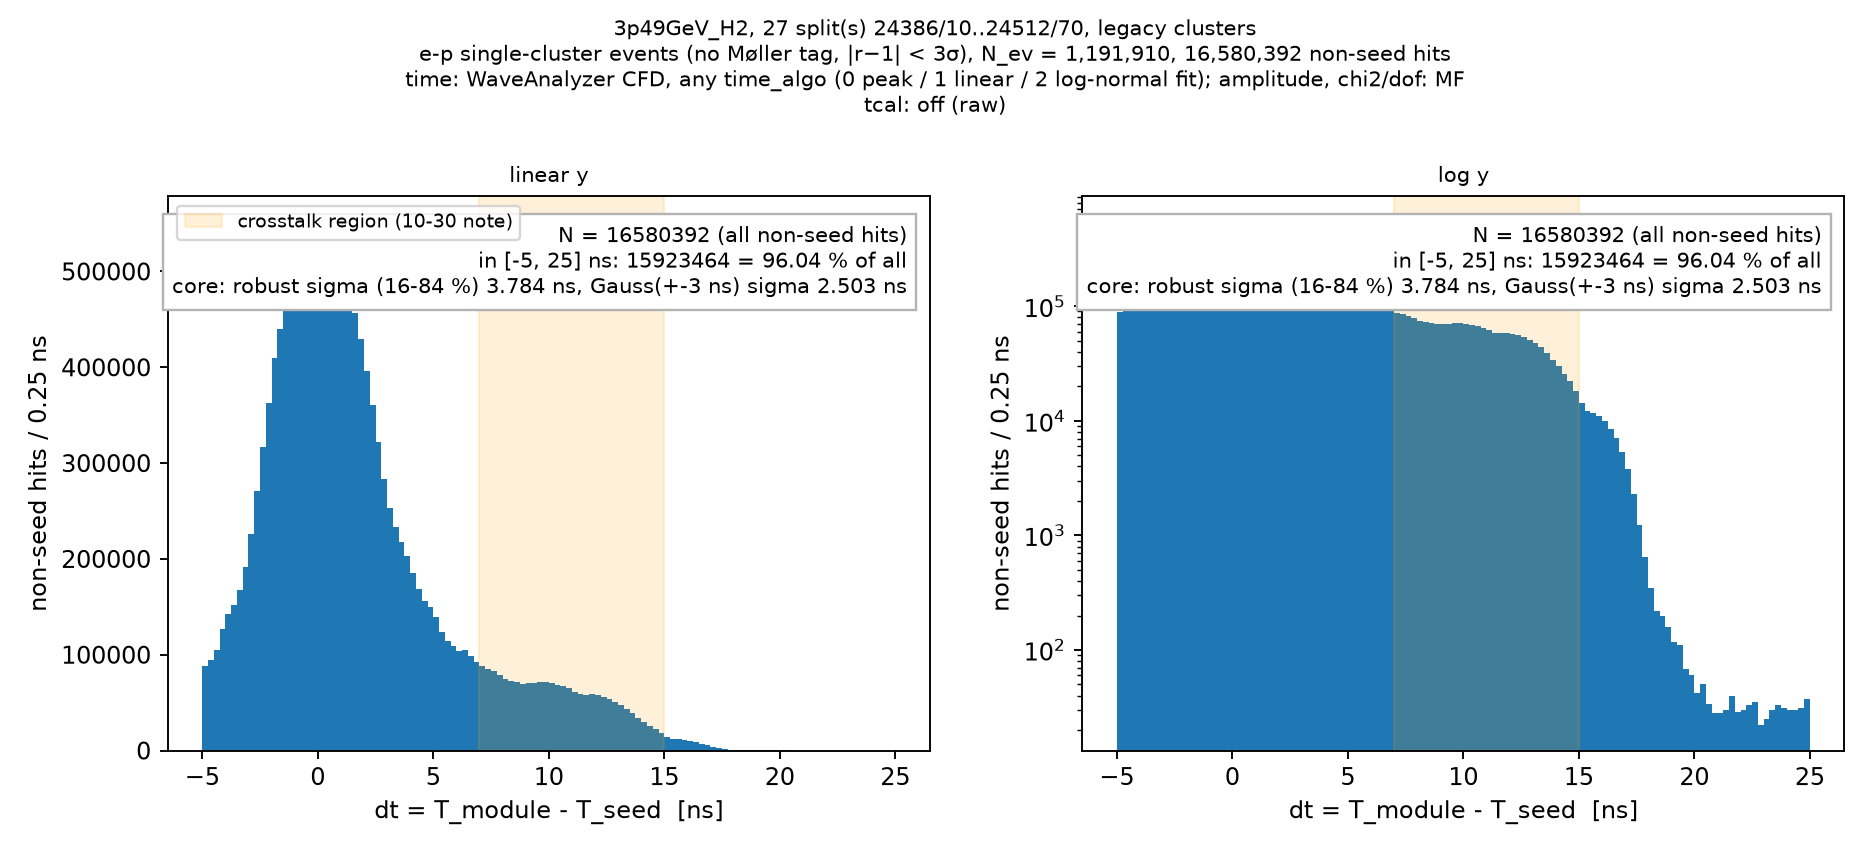 3p49GeV_H2, 27 split(s) 24386/10..24512/70, legacy clusters
e-p single-cluster events (no Møller tag, |r−1| < 3σ), N_ev = 1,191,910, 16,580,392 non-seed hits
time: WaveAnalyzer CFD, any time_algo (0 peak / 1 linear / 2 log-normal fit); amplitude, chi2/dof: MF
tcal: off (raw)
linear y
crosstalk region (10-30 note)
N = 16580392 (all non-seed hits)
in [-5, 25] ns: 15923464 = 96.04 % of all
core: robust sigma (16-84 %) 3.784 ns, Gauss(+-3 ns) sigma 2.503 ns
non-seed hits / 0.25 ns
500000
400000
300000
200000
100000
0
−5 0 5 10 15 20 25
dt = T_module - T_seed [ns]
log y
N = 16580392 (all non-seed hits)
in [-5, 25] ns: 15923464 = 96.04 % of all
core: robust sigma (16-84 %) 3.784 ns, Gauss(+-3 ns) sigma 2.503 ns
non-seed hits / 0.25 ns
10⁵
10⁴
10³
10²
−5 0 5 10 15 20 25
dt = T_module - T_seed [ns]